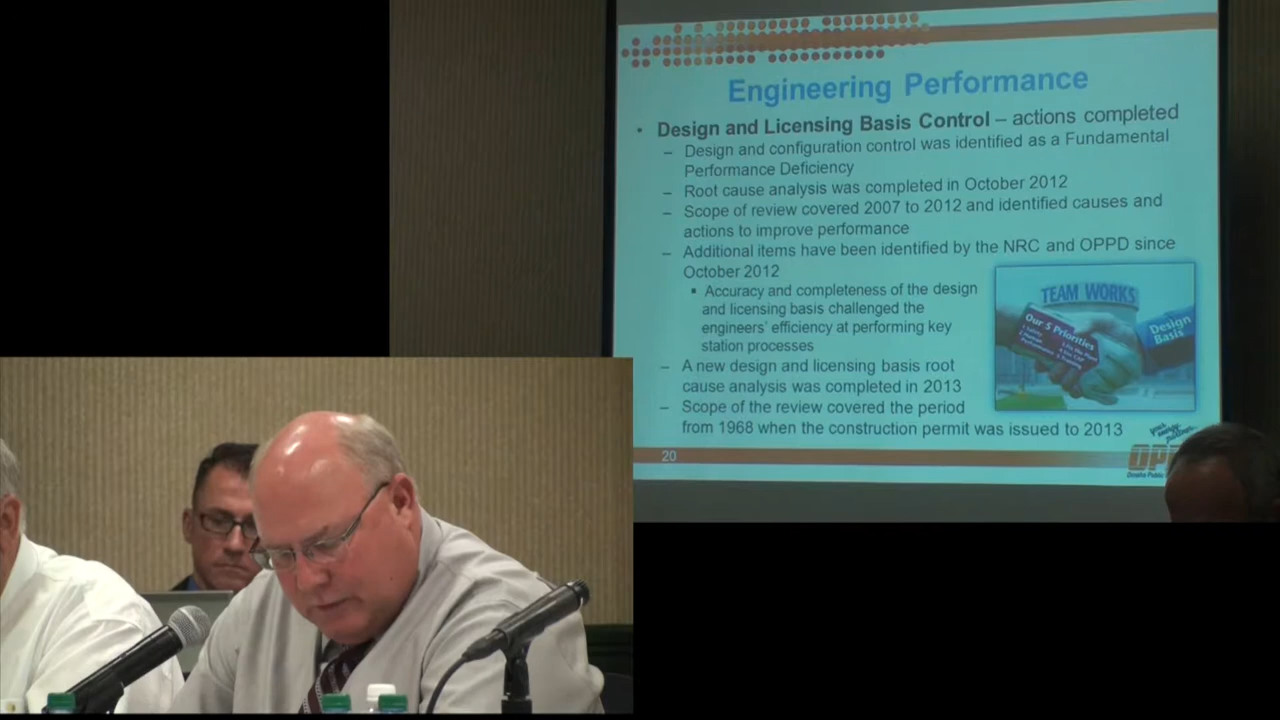 Engineering Performance
• Design and Licensing Basis Control – actions completed
– Design and configuration control was identified as a Fundamental
Performance Deficiency
– Root cause analysis was completed in October 2012
– Scope of review covered 2007 to 2012 and identified causes and
actions to improve performance
– Additional items have been identified by the NRC and OPPD since
October 2012
▪ Accuracy and completeness of the design
and licensing basis challenged the
engineers' efficiency at performing key
station processes
– A new design and licensing basis root
cause analysis was completed in 2013
– Scope of the review covered the period
from 1968 when the construction permit was issued to 2013
TEAM WORKS
Our 5 Priorities
Design
Basis
20
Omaha Public